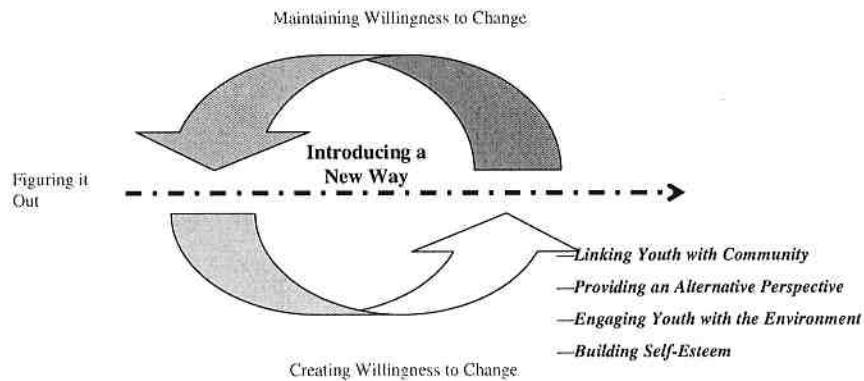 Maintaining Willingness to Change
Introducing a
New Way
Figuring it
Out
—Linking Youth with Community
—Providing an Alternative Perspective
—Engaging Youth with the Environment
—Building Self-Esteem
Creating Willingness to Change